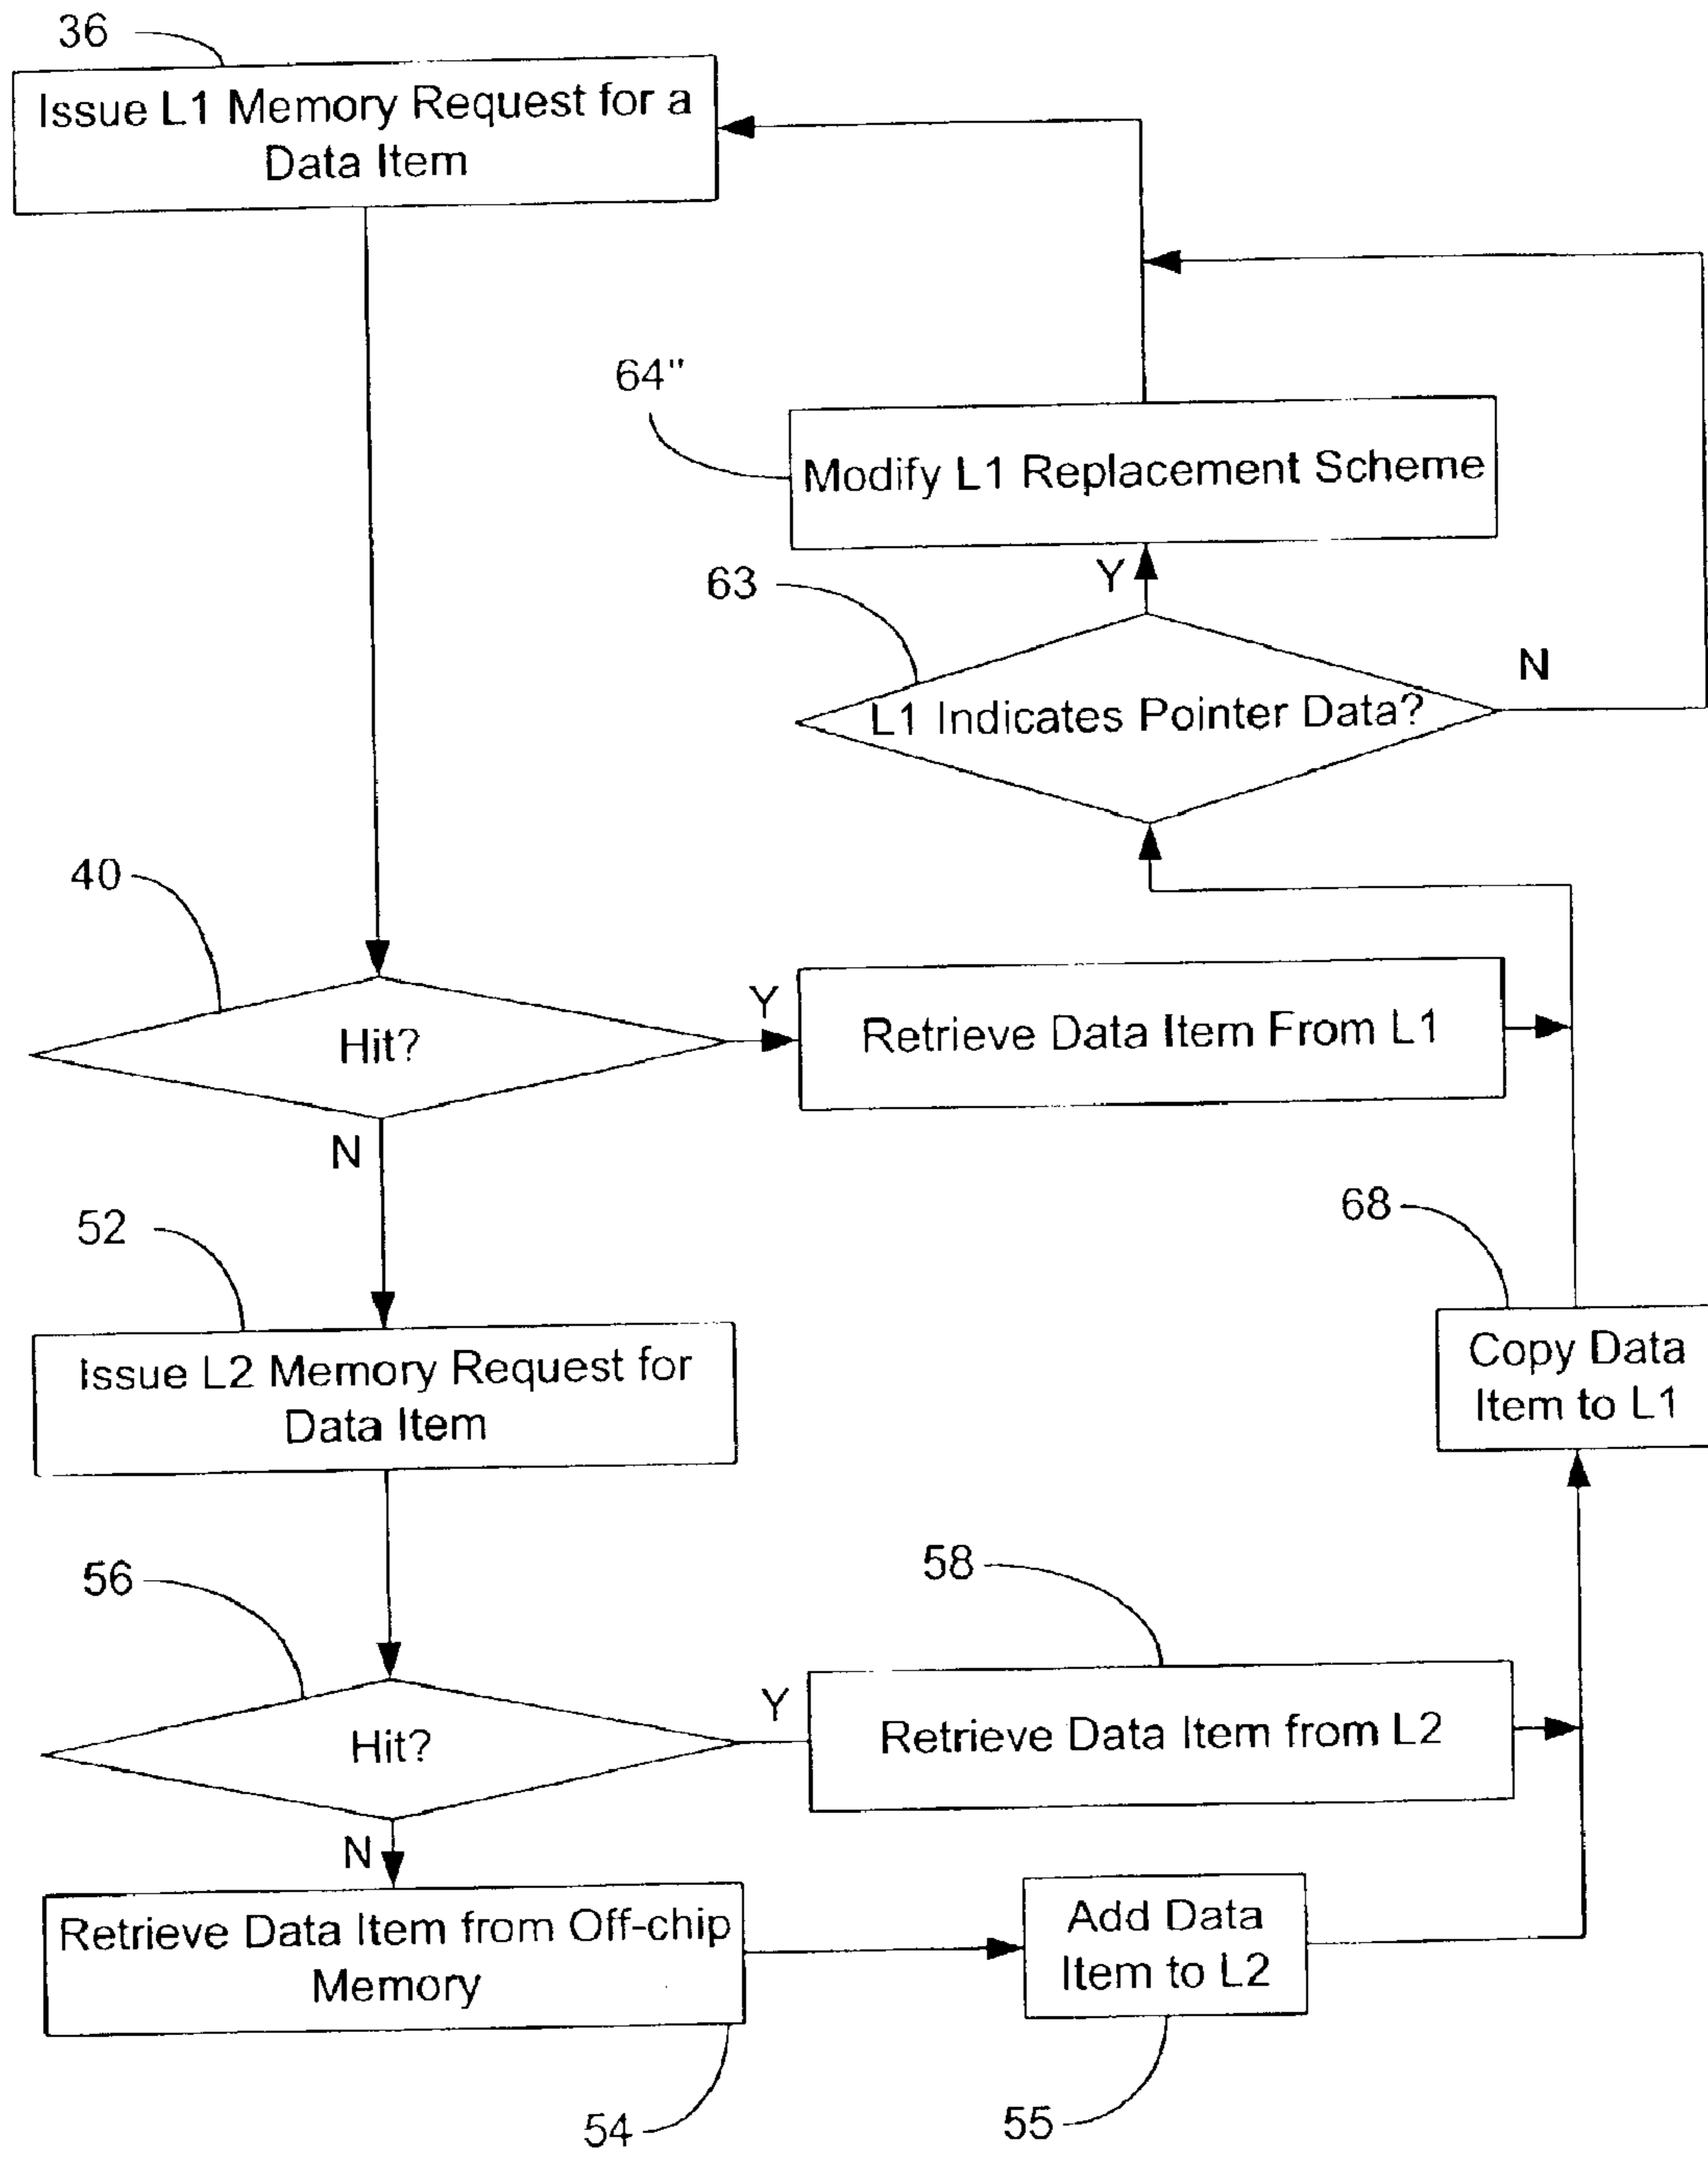 36
Issue L1 Memory Request for a
Data Item
64"
Modify L1 Replacement Scheme
Y
63
N
L1 Indicates Pointer Data?
40
Hit?
Y
Retrieve Data Item From L1
N
52
68
Issue L2 Memory Request for
Data Item
Copy Data
Item to L1
56
58
Hit?
Y
Retrieve Data Item from L2
N
Retrieve Data Item from Off-chip
Memory
Add Data
Item to L2
54
55